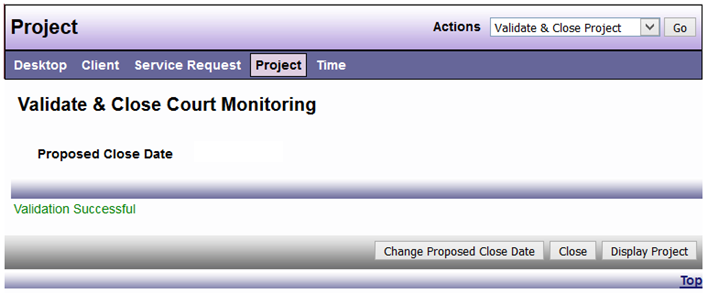 Project Actions Validate & Close Project Go
Desktop Client Service Request Project Time
Validate & Close Court Monitoring
Proposed Close Date
Validation Successful
Change Proposed Close Date Close Display Project
Top